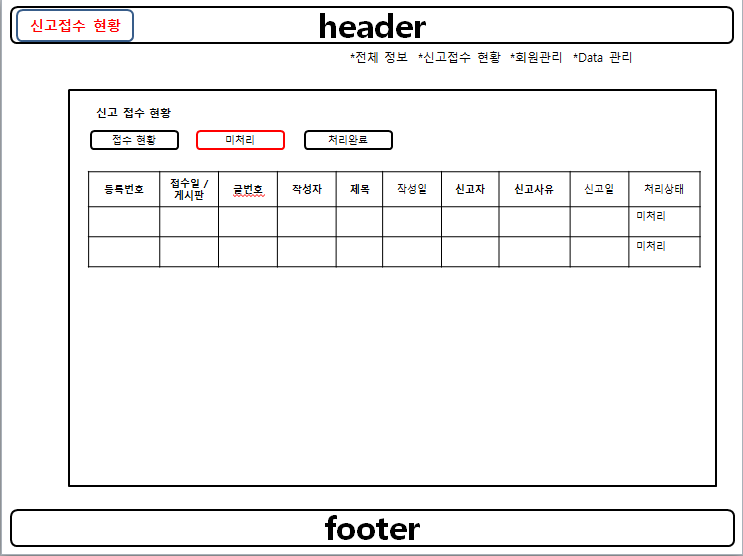 신고접수 현황
header
*전체 정보 *신고접수 현황 *회원관리 *Data 관리
신고 접수 현황
접수 현황 미처리 처리완료
등록번호 접수일 / 게시판 글번호 작성자 제목 작성일 신고자 신고사유 신고일 처리상태
미처리
미처리
footer